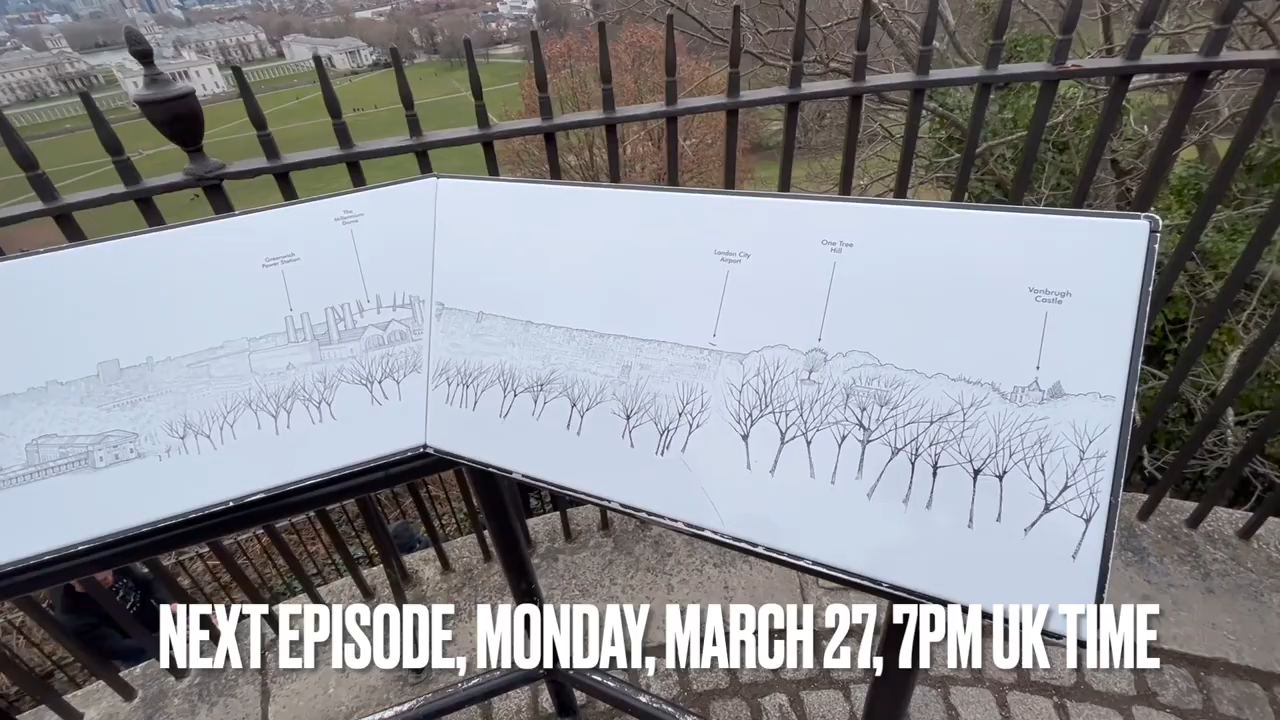 The
Millennium
Dome
Greenwich
Power Station
London City
Airport
One Tree
Hill
Vanbrugh
Castle
NEXT EPISODE, MONDAY, MARCH 27, 7PM UK TIME